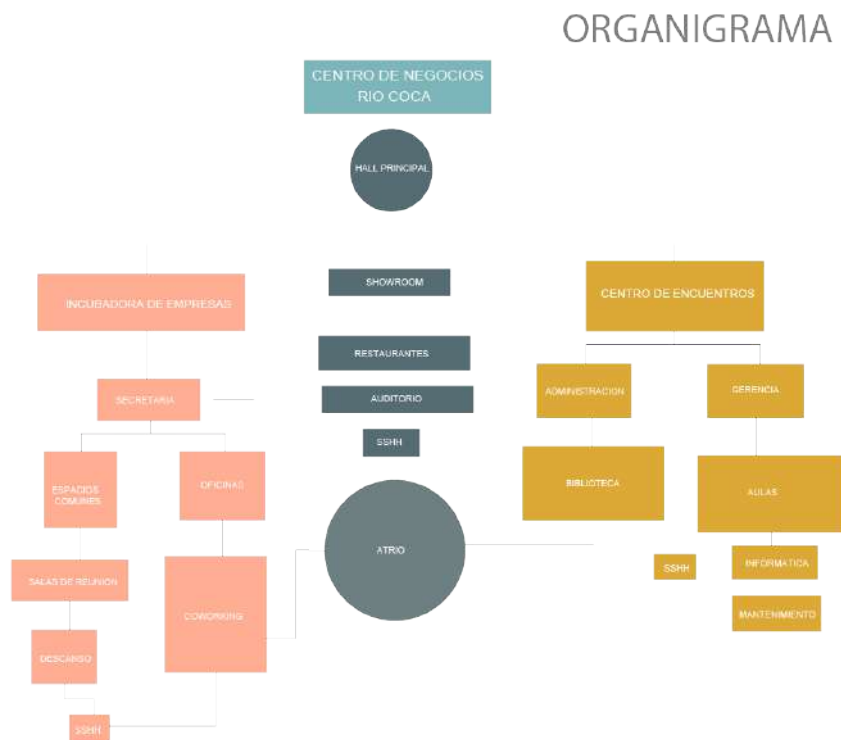 ORGANIGRAMA
CENTRO DE NEGOCIOS
RIO COCA
HALL PRINCIPAL
INCUBADORA DE EMPRESAS
SHOWROOM
CENTRO DE ENCUENTROS
RESTAURANTES
SECRETARIA
AUDITORIO
ADMINISTRACION
GERENCIA
SSHH
ESPACIOS
COMUNES
OFICINAS
BIBLIOTECA
AULAS
ATRIO
SALAS DE REUNION
COWORKING
SSHH
INFORMATICA
MANTENIMIENTO
DESCANSO
SSHH